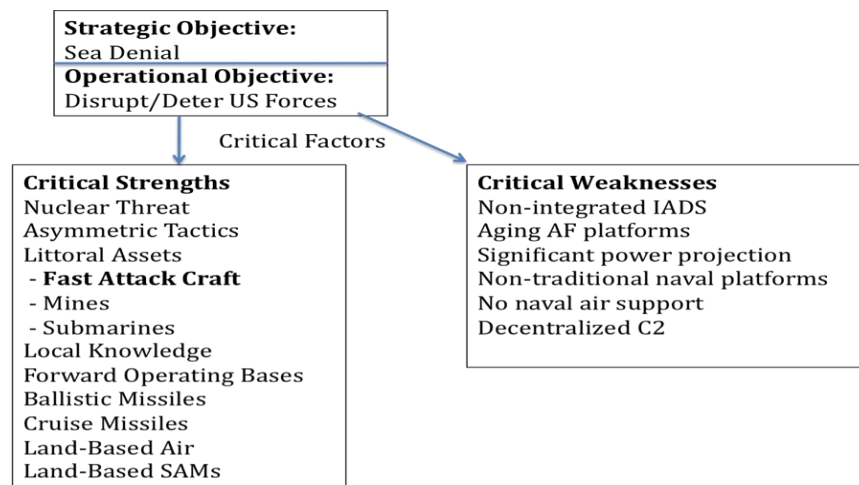 Strategic Objective:
Sea Denial
Operational Objective:
Disrupt/Deter US Forces
Critical Factors
Critical Strengths
Nuclear Threat
Asymmetric Tactics
Littoral Assets
- Fast Attack Craft
- Mines
- Submarines
Local Knowledge
Forward Operating Bases
Ballistic Missiles
Cruise Missiles
Land-Based Air
Land-Based SAMs
Critical Weaknesses
Non-integrated IADS
Aging AF platforms
Significant power projection
Non-traditional naval platforms
No naval air support
Decentralized C2